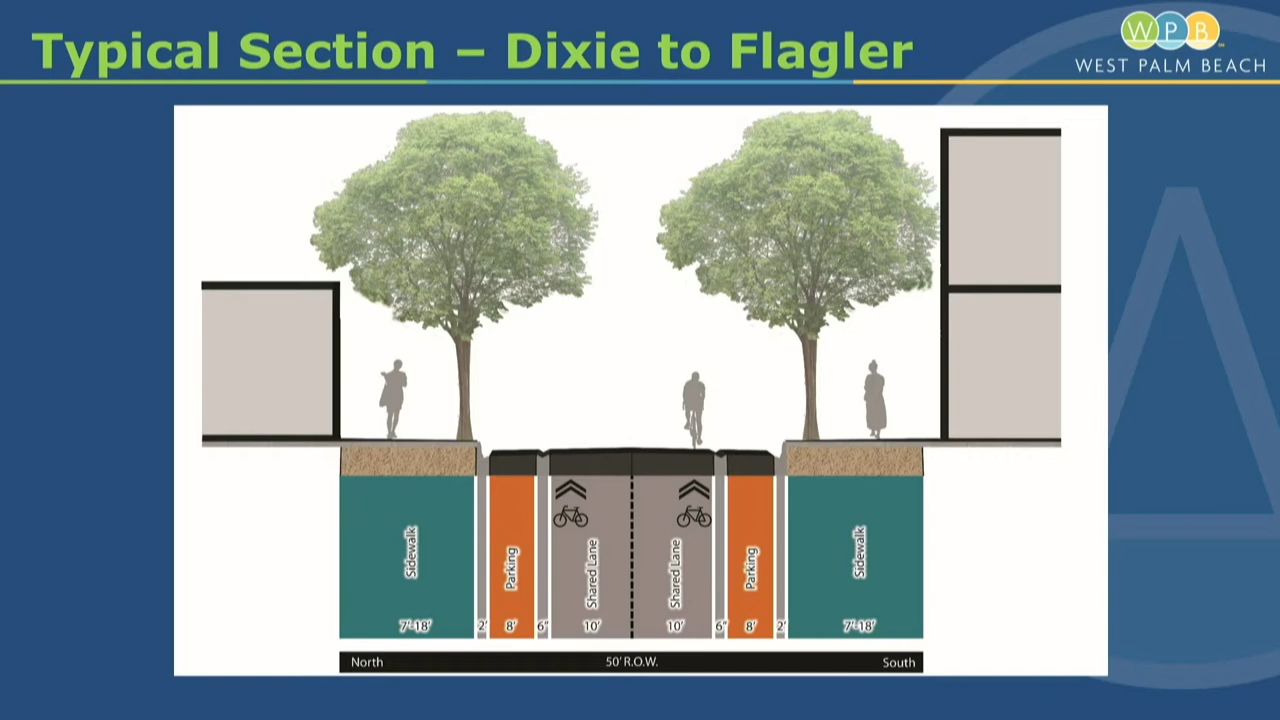 Typical Section – Dixie to Flagler
WPB
WEST PALM BEACH
Sidewalk
Parking
Shared Lane
Shared Lane
Parking
Sidewalk
7'-18' 2' 8' 6" 10' 10' 6" 8' 2' 7'-18'
North 50' R.O.W. South